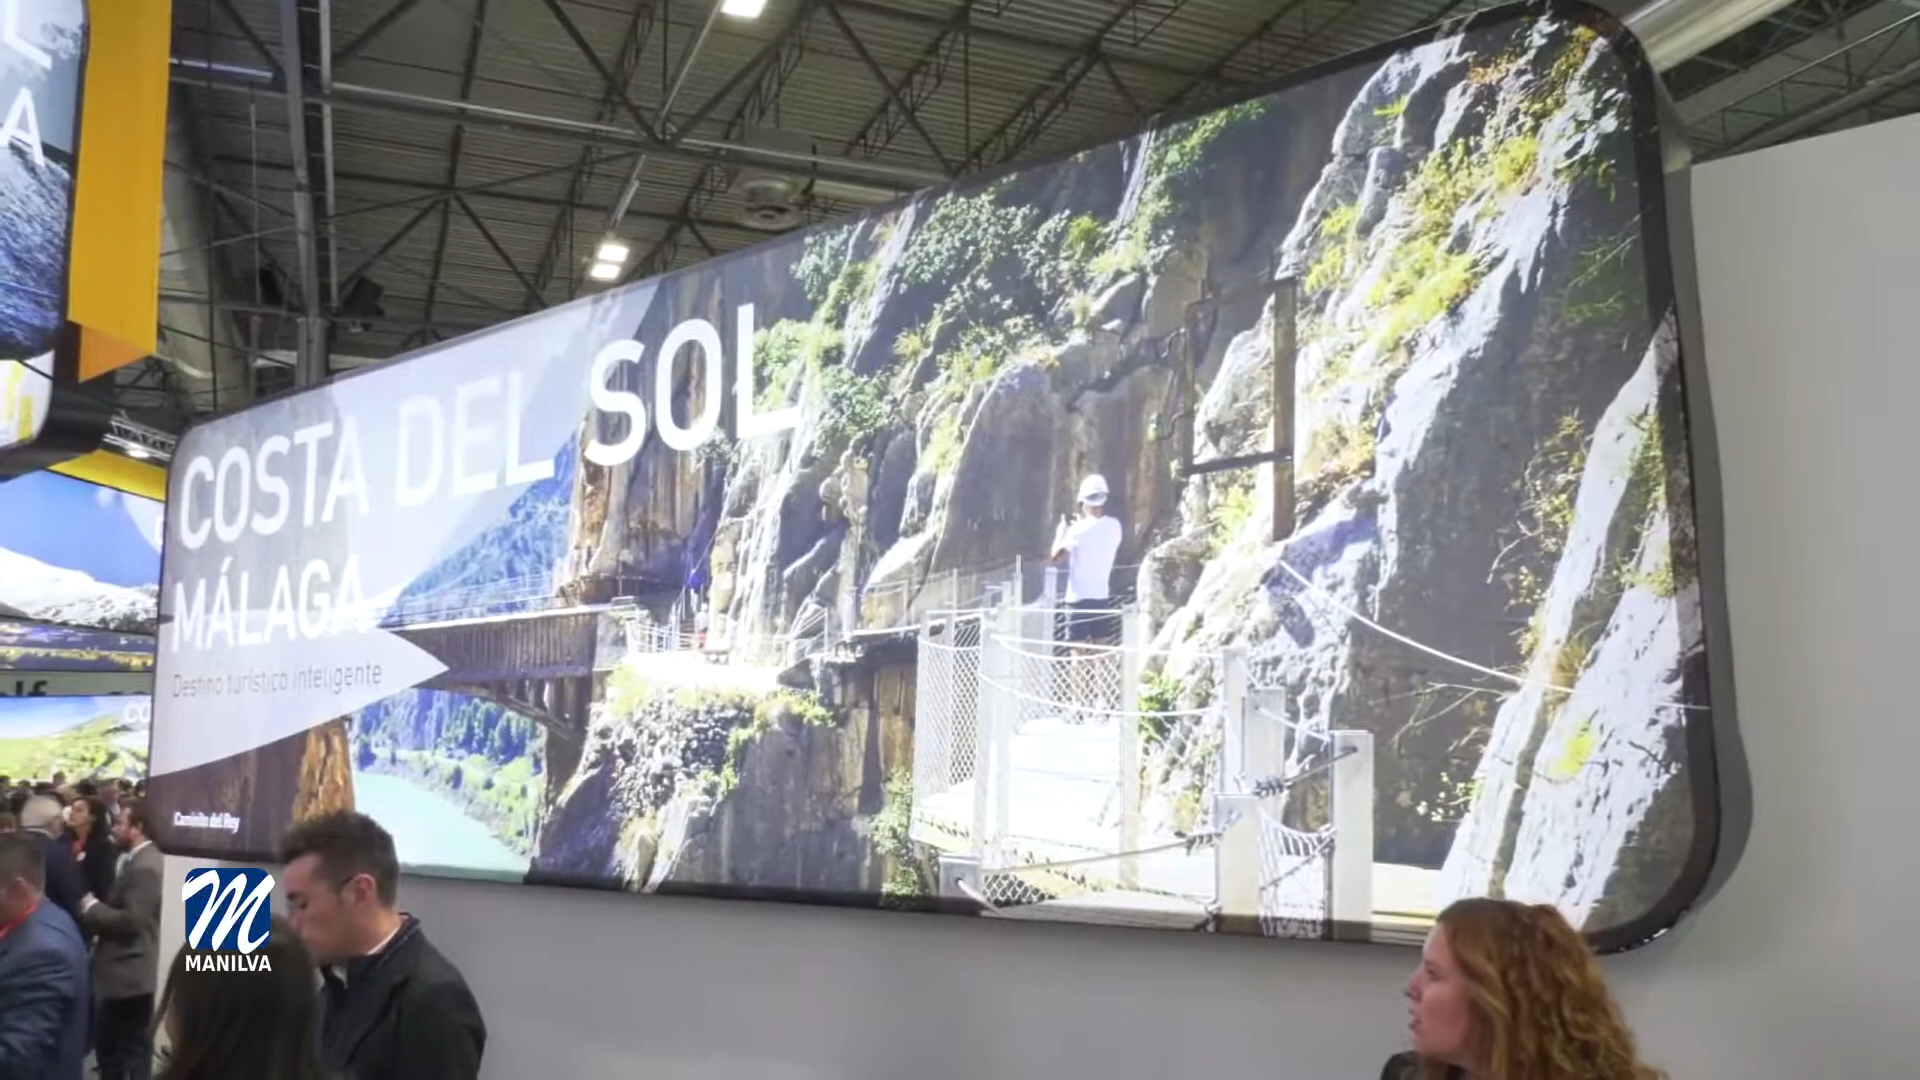 L
A
COSTA DEL SOL
MÁLAGA
Destino turístico inteligente
Caminito del Rey
MANILVA